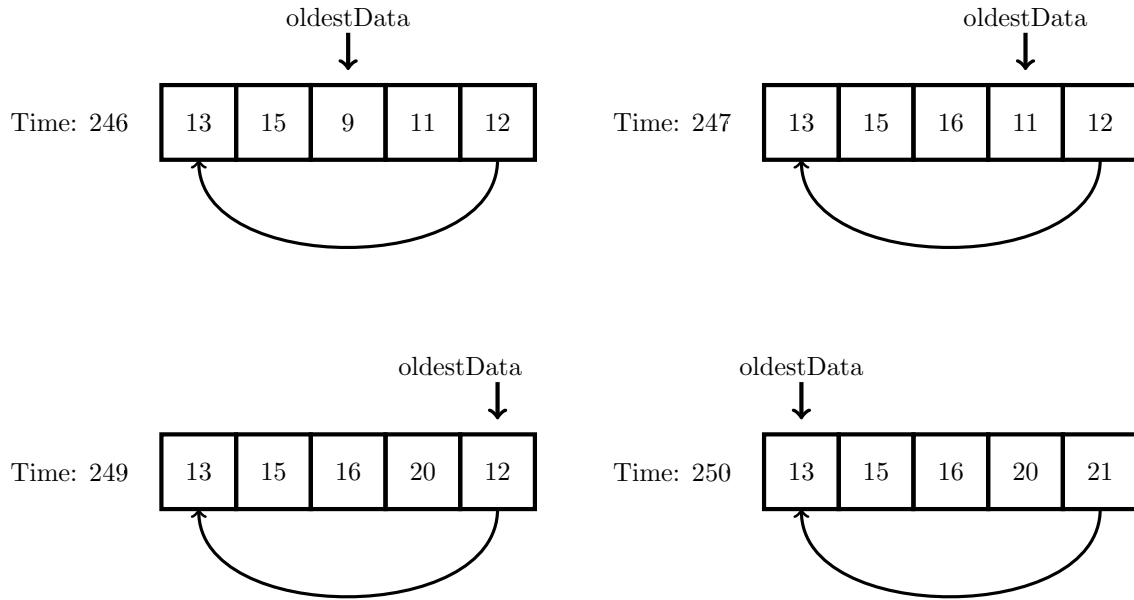 oldestData oldestData
Time: 246 13 15 9 11 12 Time: 247 13 15 16 11 12
oldestData oldestData
Time: 249 13 15 16 20 12 Time: 250 13 15 16 20 21